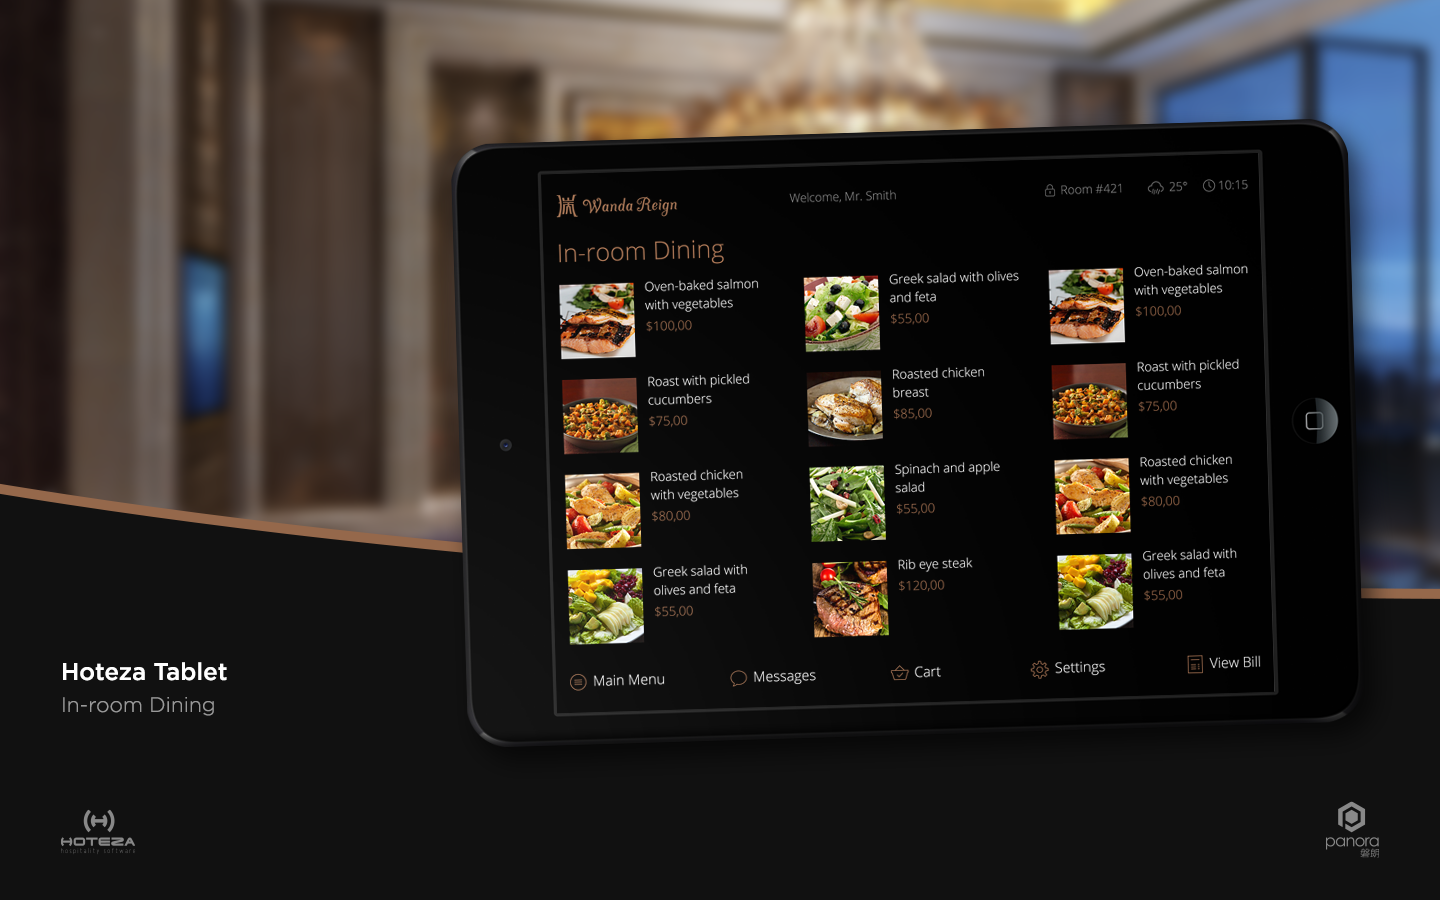 Wanda Reign
Welcome, Mr. Smith
Room #421
25°
10:15
In-room Dining
Oven-baked salmon
with vegetables
$100,00
Greek salad with olives
and feta
$55,00
Oven-baked salmon
with vegetables
$100,00
Roast with pickled
cucumbers
$75,00
Roasted chicken
breast
$85,00
Roast with pickled
cucumbers
$75,00
Roasted chicken
with vegetables
$80,00
Spinach and apple
salad
$55,00
Roasted chicken
with vegetables
$80,00
Greek salad with
olives and feta
$55,00
Rib eye steak
$120,00
Greek salad with
olives and feta
$55,00
Main Menu
Messages
Cart
Settings
View Bill
Hoteza Tablet
In-room Dining
HOTEZA
hospitality software
panora
磐朗